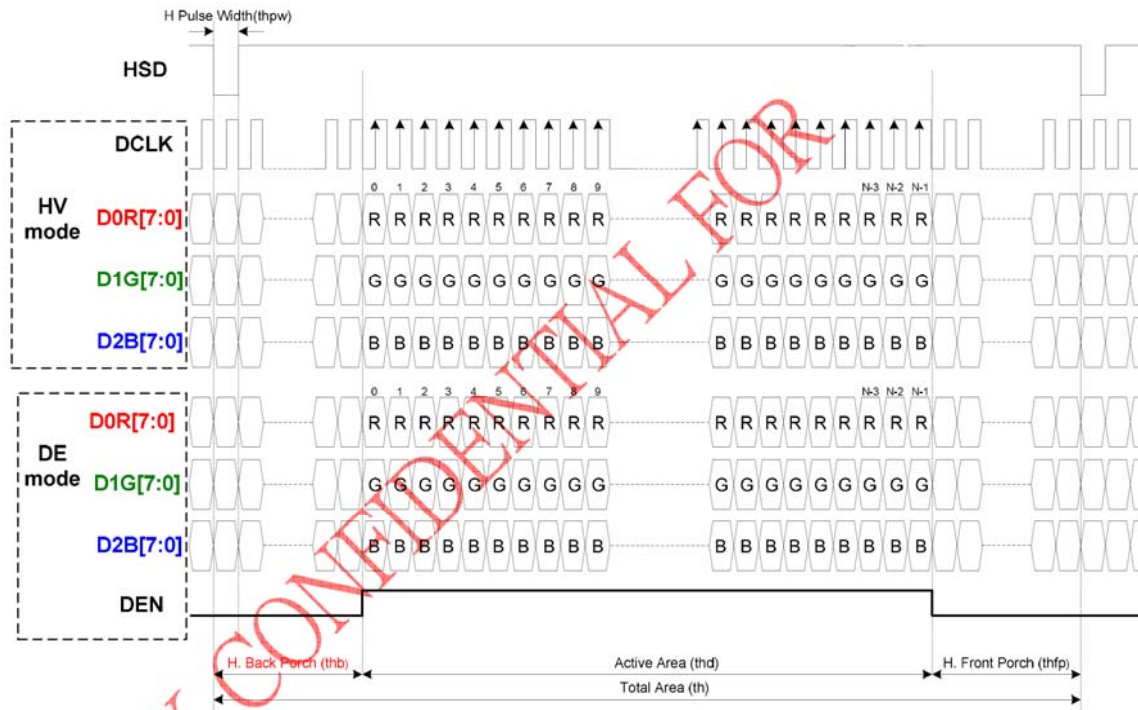 H Pulse Width(thpw)
HSD
DCLK
HV mode
0 1 2 3 4 5 6 7 8 9 N-3 N-2 N-1
D0R[7:0] R R R R R R R R R R R R R R R R R R R
D1G[7:0] G G G G G G G G G G G G G G G G G G G
D2B[7:0] B B B B B B B B B B B B B B B B B B B
DE mode
0 1 2 3 4 5 6 7 8 9 N-3 N-2 N-1
D0R[7:0] R R R R R R R R R R R R R R R R R R R
D1G[7:0] G G G G G G G G G G G G G G G G G G G
D2B[7:0] B B B B B B B B B B B B B B B B B B B
DEN
H. Back Porch (thb) Active Area (thd) H. Front Porch (thfp)
Total Area (th)
CONFIDENTIAL FOR